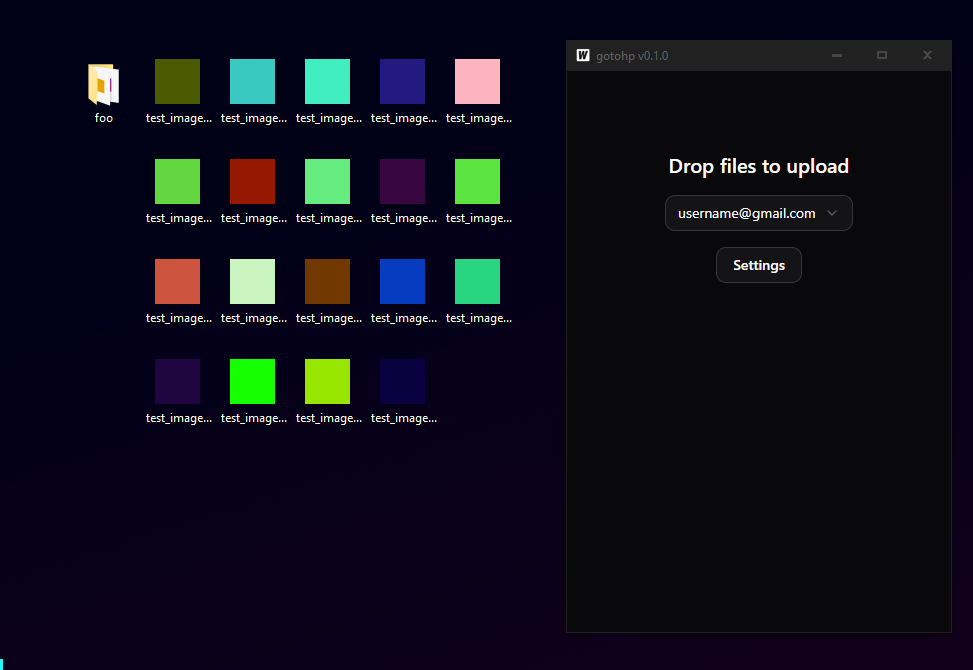 foo
test_image... test_image... test_image... test_image... test_image...
test_image... test_image... test_image... test_image... test_image...
test_image... test_image... test_image... test_image... test_image...
test_image... test_image... test_image... test_image...
W gotohp v0.1.0
Drop files to upload
username@gmail.com
Settings